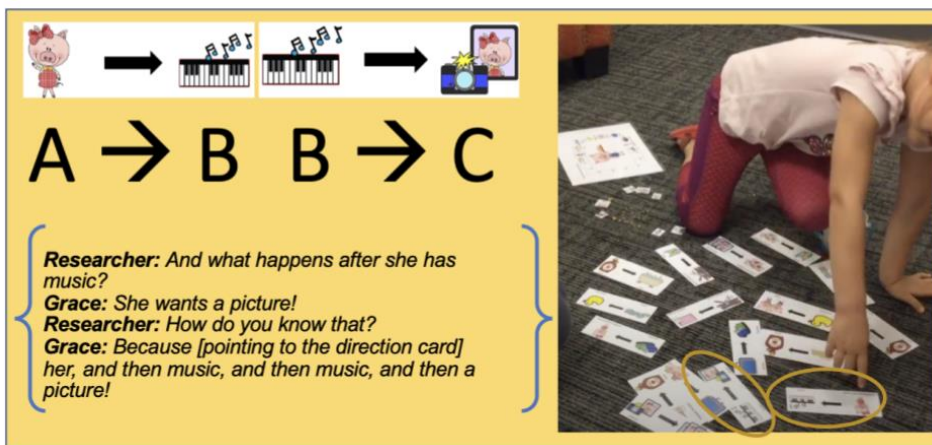 A → B B → C
Researcher: And what happens after she has
music?
Grace: She wants a picture!
Researcher: How do you know that?
Grace: Because [pointing to the direction card]
her, and then music, and then music, and then a
picture!